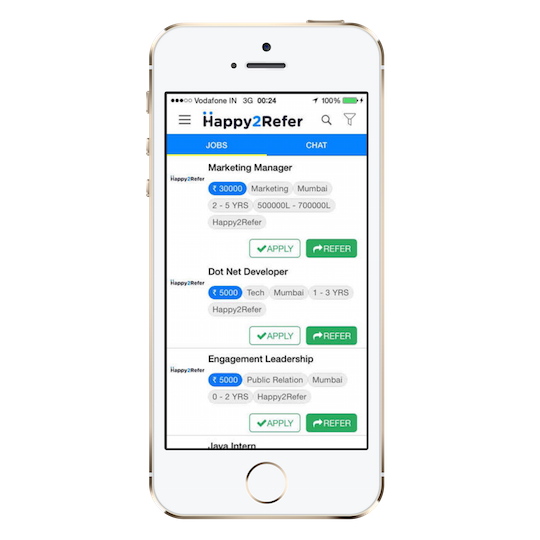 Vodafone IN 3G 00:24 100%
Happy2Refer
JOBS CHAT
Marketing Manager
Happy2Refer
₹ 30000 Marketing Mumbai
2 - 5 YRS 500000L - 700000L
Happy2Refer
APPLY REFER
Dot Net Developer
Happy2Refer
₹ 5000 Tech Mumbai 1 - 3 YRS
Happy2Refer
APPLY REFER
Engagement Leadership
Happy2Refer
₹ 5000 Public Relation Mumbai
0 - 2 YRS Happy2Refer
APPLY REFER
Java Intern